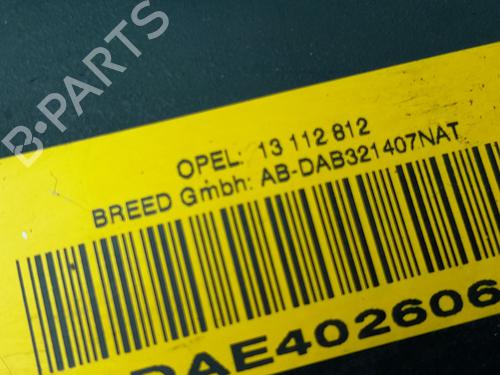 B-PARTS
OPEL: 13 112 812
BREED Gmbh: AB-DAB321407NAT
DAE402606